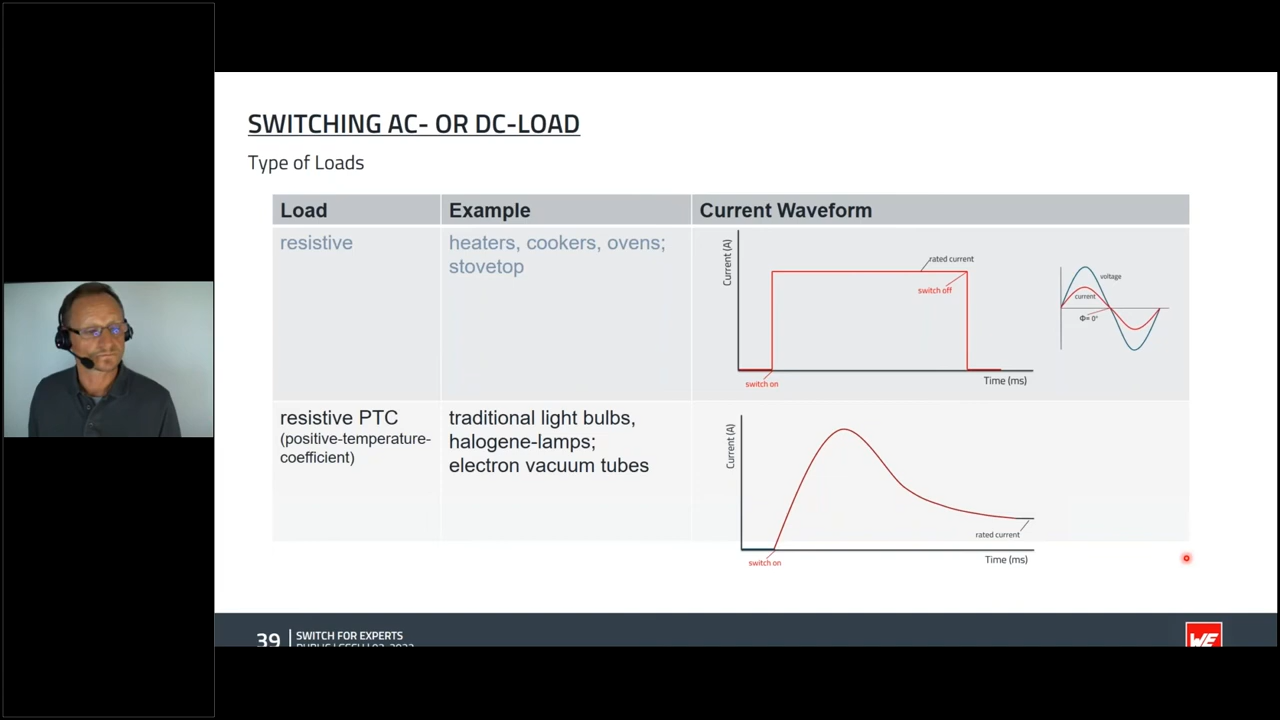 SWITCHING AC- OR DC-LOAD
Type of Loads
Load
Example
Current Waveform
resistive
heaters, cookers, ovens;
stovetop
Current (A)
rated current
switch off
switch on
Time (ms)
voltage
current
Φ= 0°
resistive PTC
(positive-temperature-
coefficient)
traditional light bulbs,
halogene-lamps;
electron vacuum tubes
Current (A)
rated current
switch on
Time (ms)
39
SWITCH FOR EXPERTS
WE